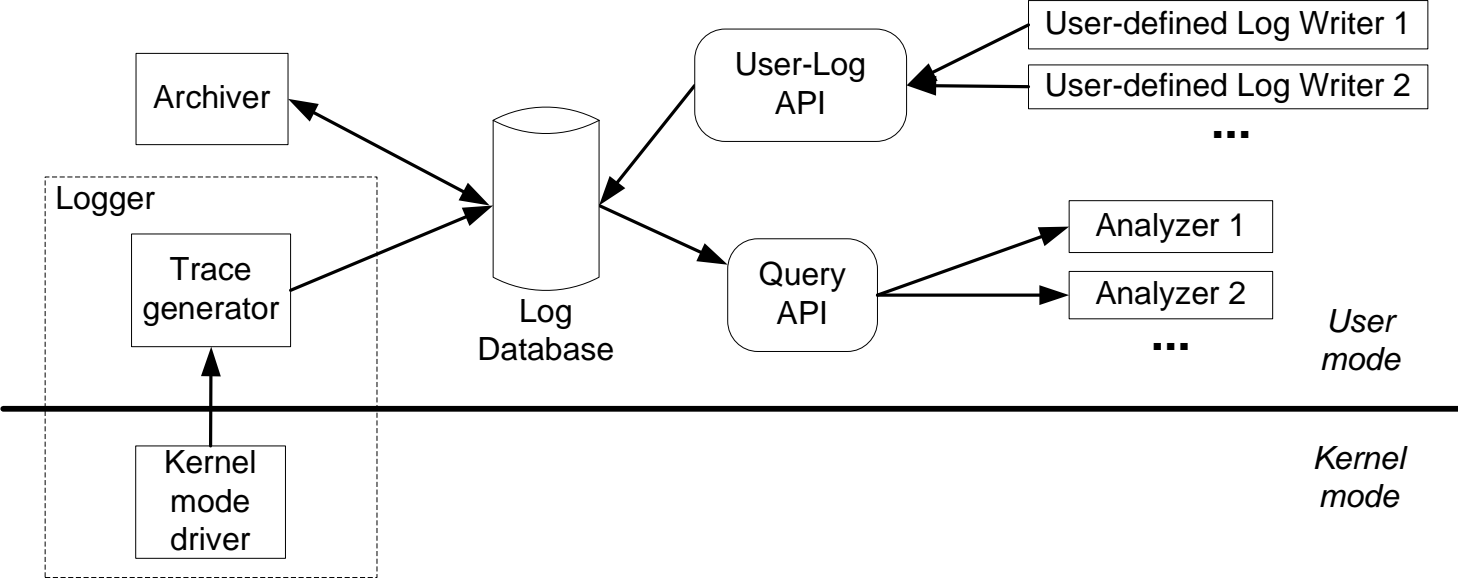 User-defined Log Writer 1
User-defined Log Writer 2
...
User-Log
API
Archiver
Logger
Trace
generator
Log
Database
Query
API
Analyzer 1
Analyzer 2
...
User
mode
Kernel
mode
driver
Kernel
mode